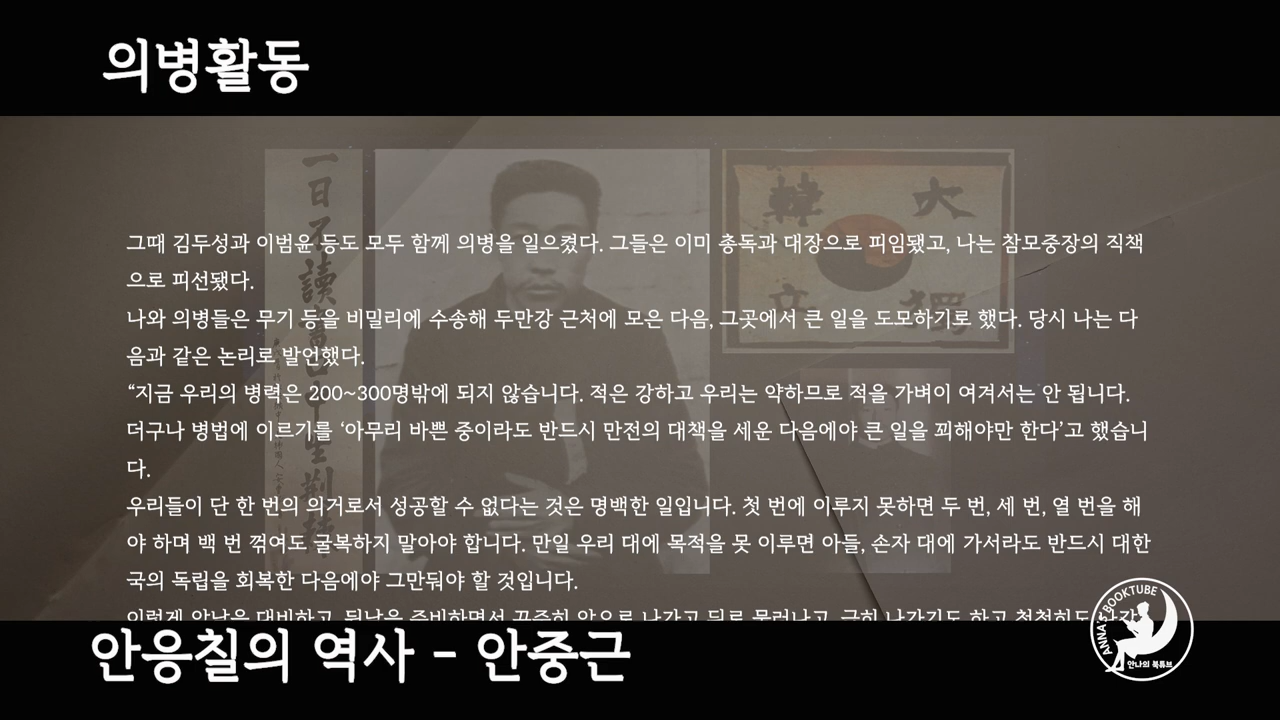 의병활동
一日不讀
韓 大
立 獨
그때 김두성과 이범윤 등도 모두 함께 의병을 일으켰다. 그들은 이미 총독과 대장으로 피임됐고, 나는 참모중장의 직책
으로 피선됐다.
나와 의병들은 무기 등을 비밀리에 수송해 두만강 근처에 모은 다음, 그곳에서 큰 일을 도모하기로 했다. 당시 나는 다
음과 같은 논리로 발언했다.
“지금 우리의 병력은 200~300명밖에 되지 않습니다. 적은 강하고 우리는 약하므로 적을 가벼이 여겨서는 안 됩니다.
더구나 병법에 이르기를 ‘아무리 바쁜 중이라도 반드시 만전의 대책을 세운 다음에야 큰 일을 꾀해야만 한다’고 했습니
다.
우리들이 단 한 번의 의거로서 성공할 수 없다는 것은 명백한 일입니다. 첫 번에 이루지 못하면 두 번, 세 번, 열 번을 해
야 하며 백 번 꺾여도 굴복하지 말아야 합니다. 만일 우리 대에 목적을 못 이루면 아들, 손자 대에 가서라도 반드시 대한
국의 독립을 회복한 다음에야 그만둬야 할 것입니다.
안응칠의 역사 - 안중근
ANNA'S BOOKTUBE
안나의 북튜브